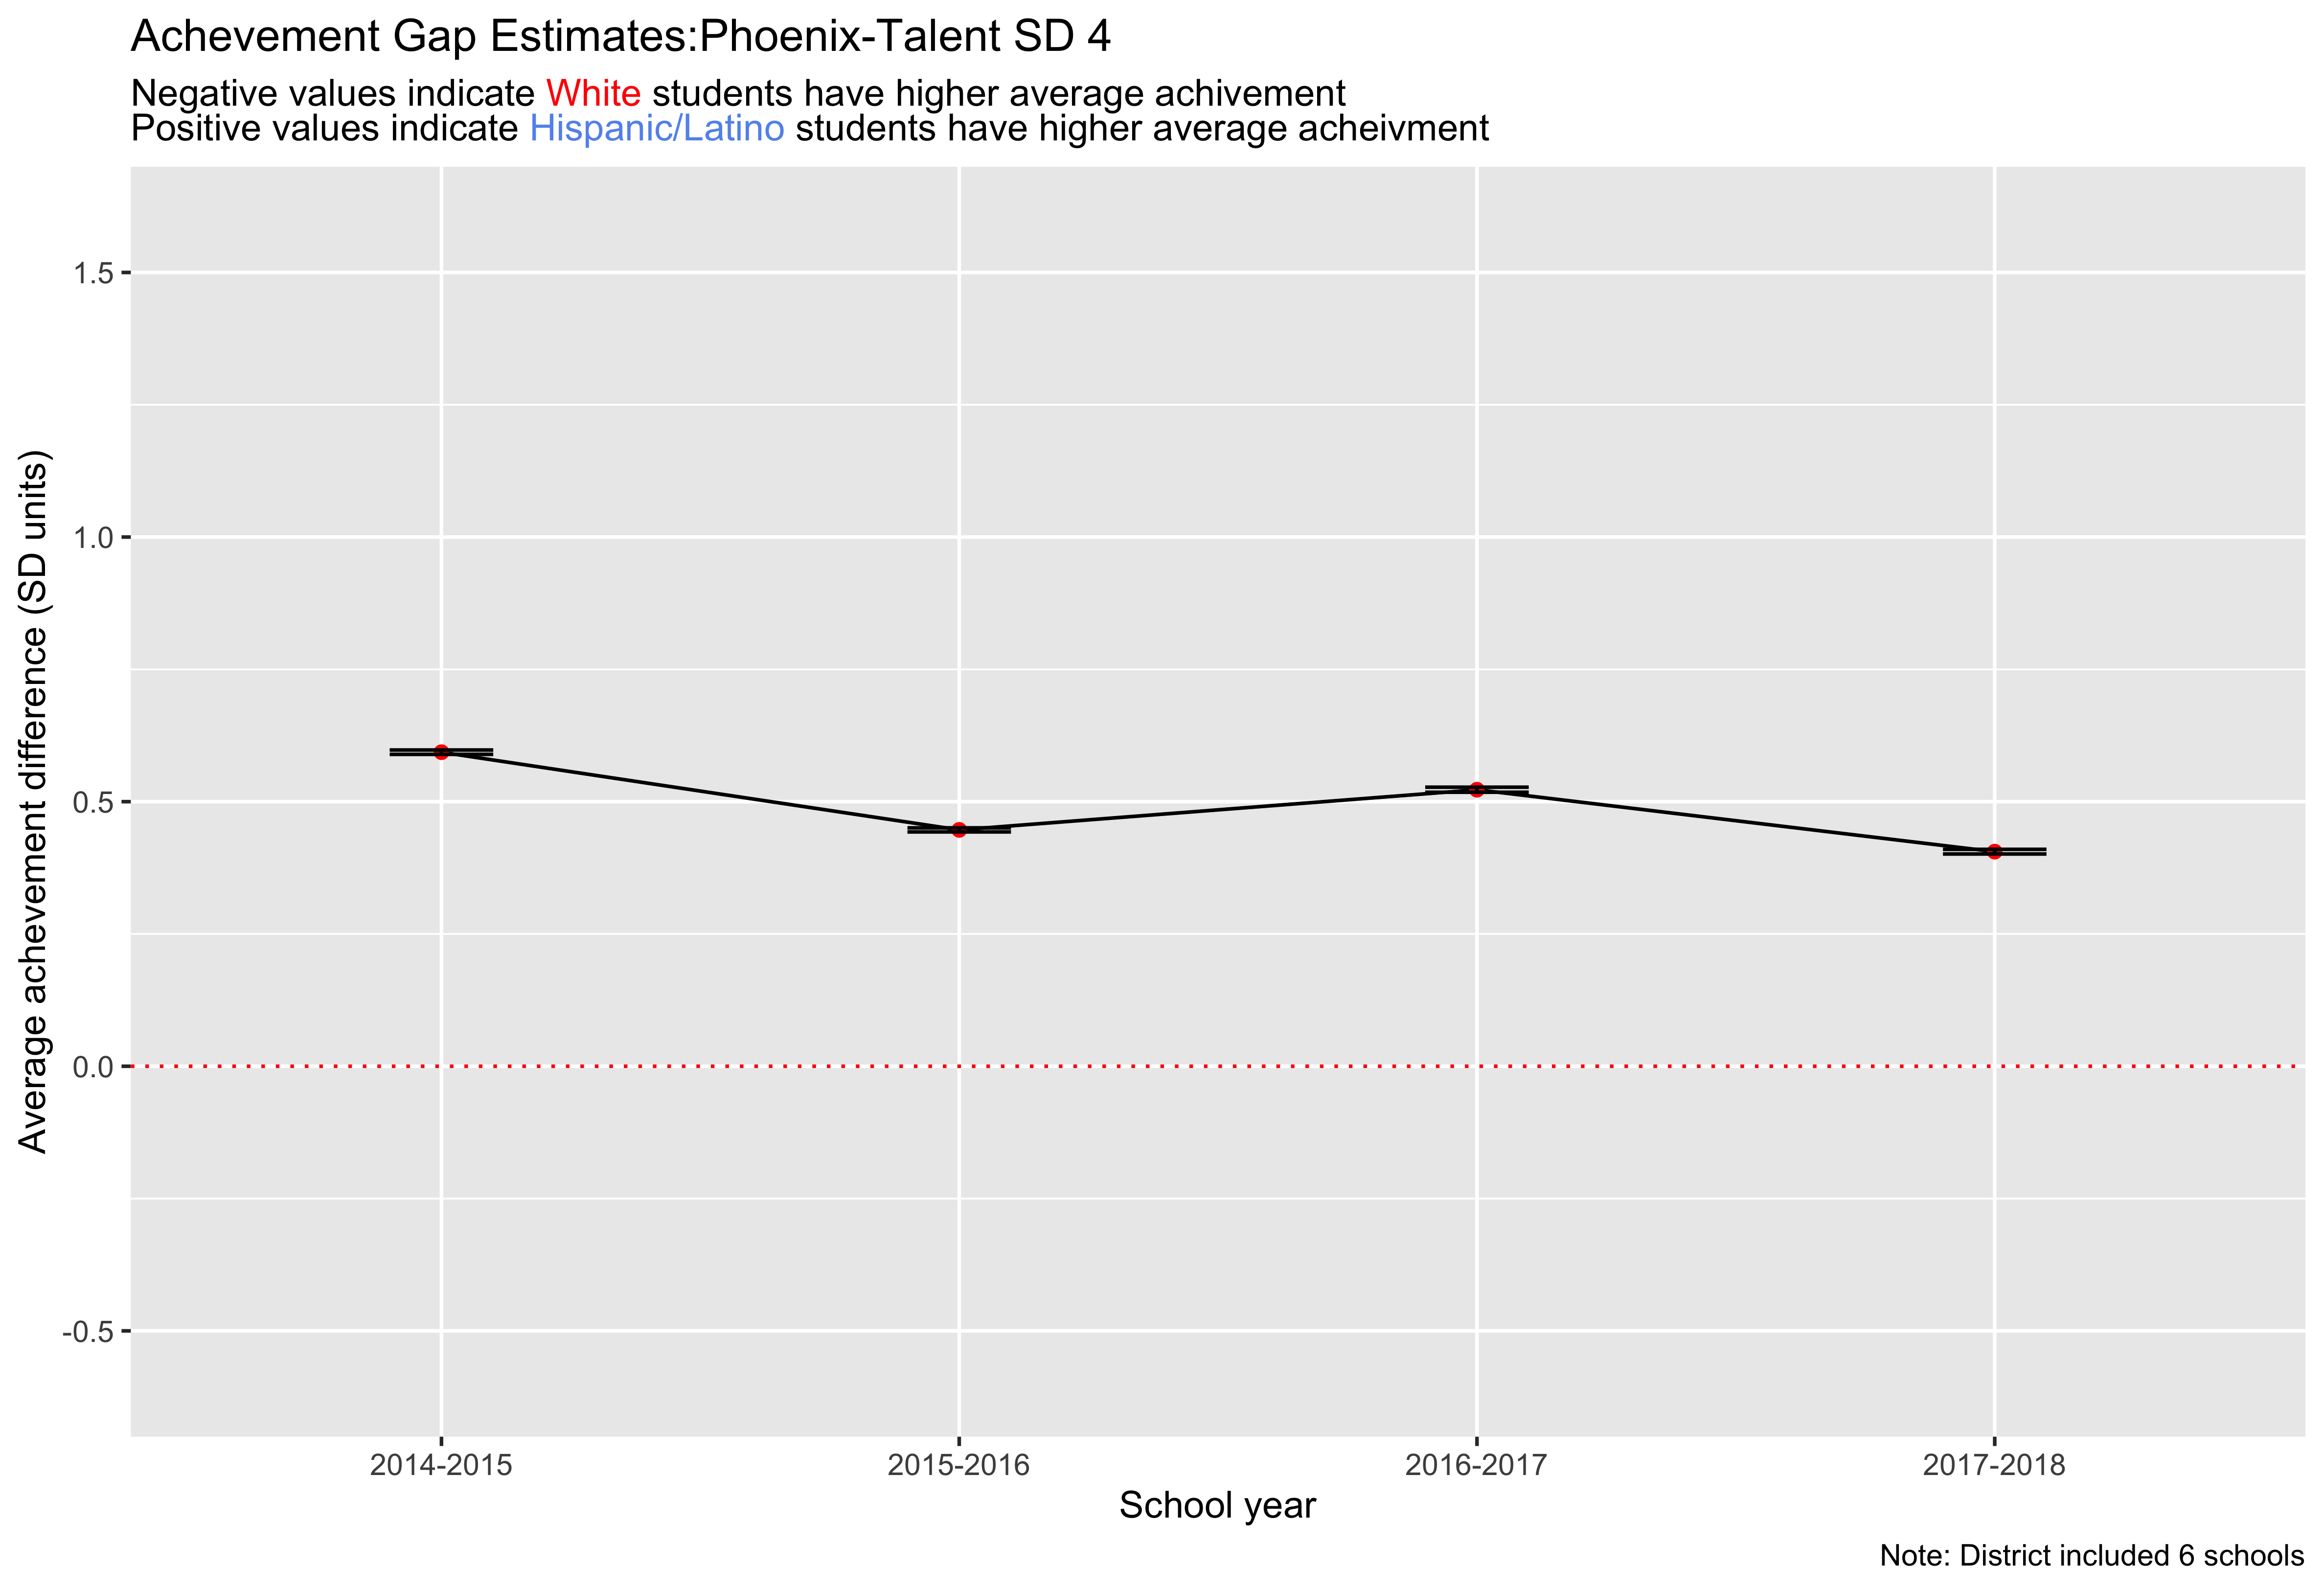 Achevement Gap Estimates:Phoenix-Talent SD 4
Negative values indicate White students have higher average achivement
Positive values indicate Hispanic/Latino students have higher average acheivment
Average achevement difference (SD units)
1.5
1.0
0.5
0.0
-0.5
2014-2015
2015-2016
2016-2017
2017-2018
School year
Note: District included 6 schools